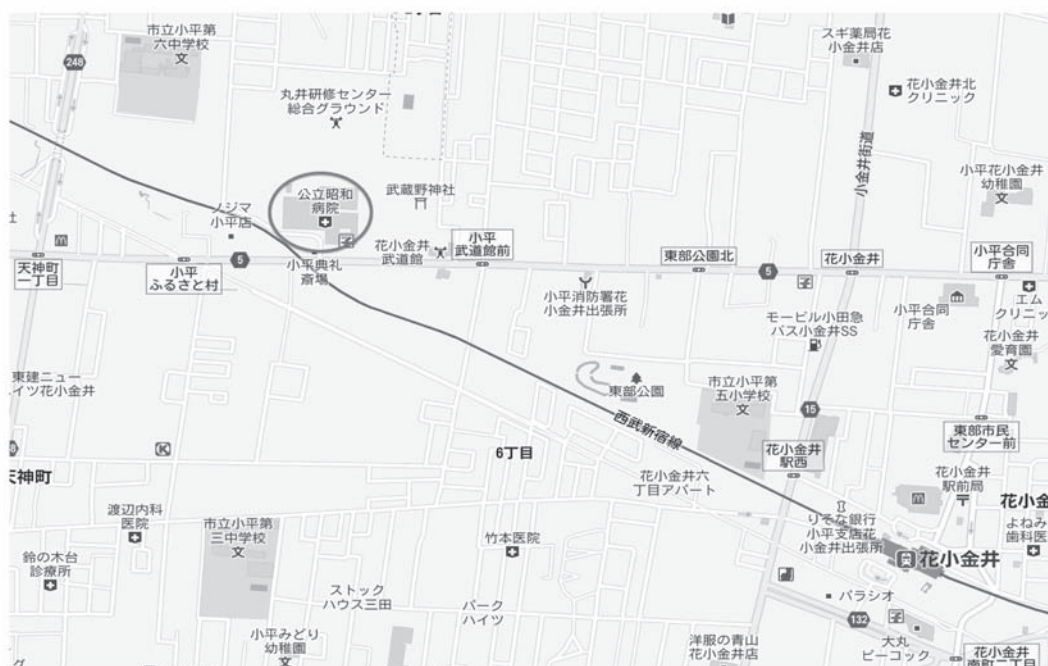 市立小平第
六中学校
文
248
丸井研修センター
総合グラウンド
スギ薬局花
小金井店
花小金井北
クリニック
小金井街道
小平花小金井
幼稚園
文
公立昭和
病院
武蔵野神社
ノジマ
小平店
社
天神町
一丁目
小平
ふるさと村
5
小平典礼
斎場
花小金井
武道館
小平
武道館前
東部公園北
5
花小金井
小平合同
庁舎
小平消防署花
小金井出張所
小平合同
庁舎
エム
クリニッ
モービル小田急
バス小金井SS
花小金井
愛育園
文
東建ニュー
イツ花小金井
東部公園
市立小平第
五小学校
文
15
西武新宿線
東部市民
センター前
花小金井
駅西
6丁目
天神町
花小金井六
丁目アパート
花小金井
駅前局
花小金
渡辺内科
医院
市立小平第
三中学校
文
竹本医院
りそな銀行
小平支店花
小金井出張所
よねみ
歯科医
鈴の木台
診療所
花小金井
ストック
ハウス三田
パーク
ハイツ
パラシオ
132
小平みどり
幼稚園
文
洋服の青山
花小金井店
大丸
ピーコック
花小金井
南町二丁目